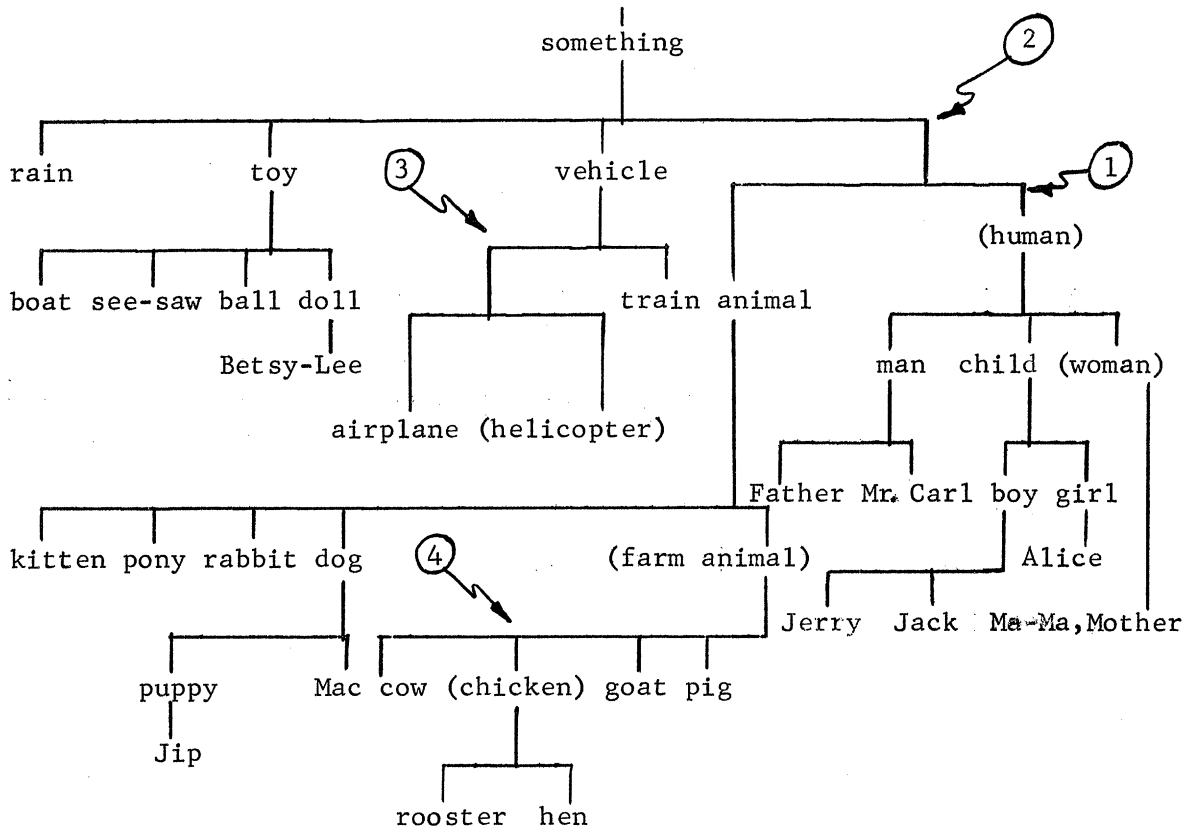 something
2
rain toy vehicle
3
1
(human)
boat see-saw ball doll train animal
Betsy-Lee man child (woman)
airplane (helicopter)
Father Mr. Carl boy girl
kitten pony rabbit dog (farm animal) Alice
4
Jerry Jack Ma-Ma, Mother
puppy Mac cow (chicken) goat pig
Jip
rooster hen